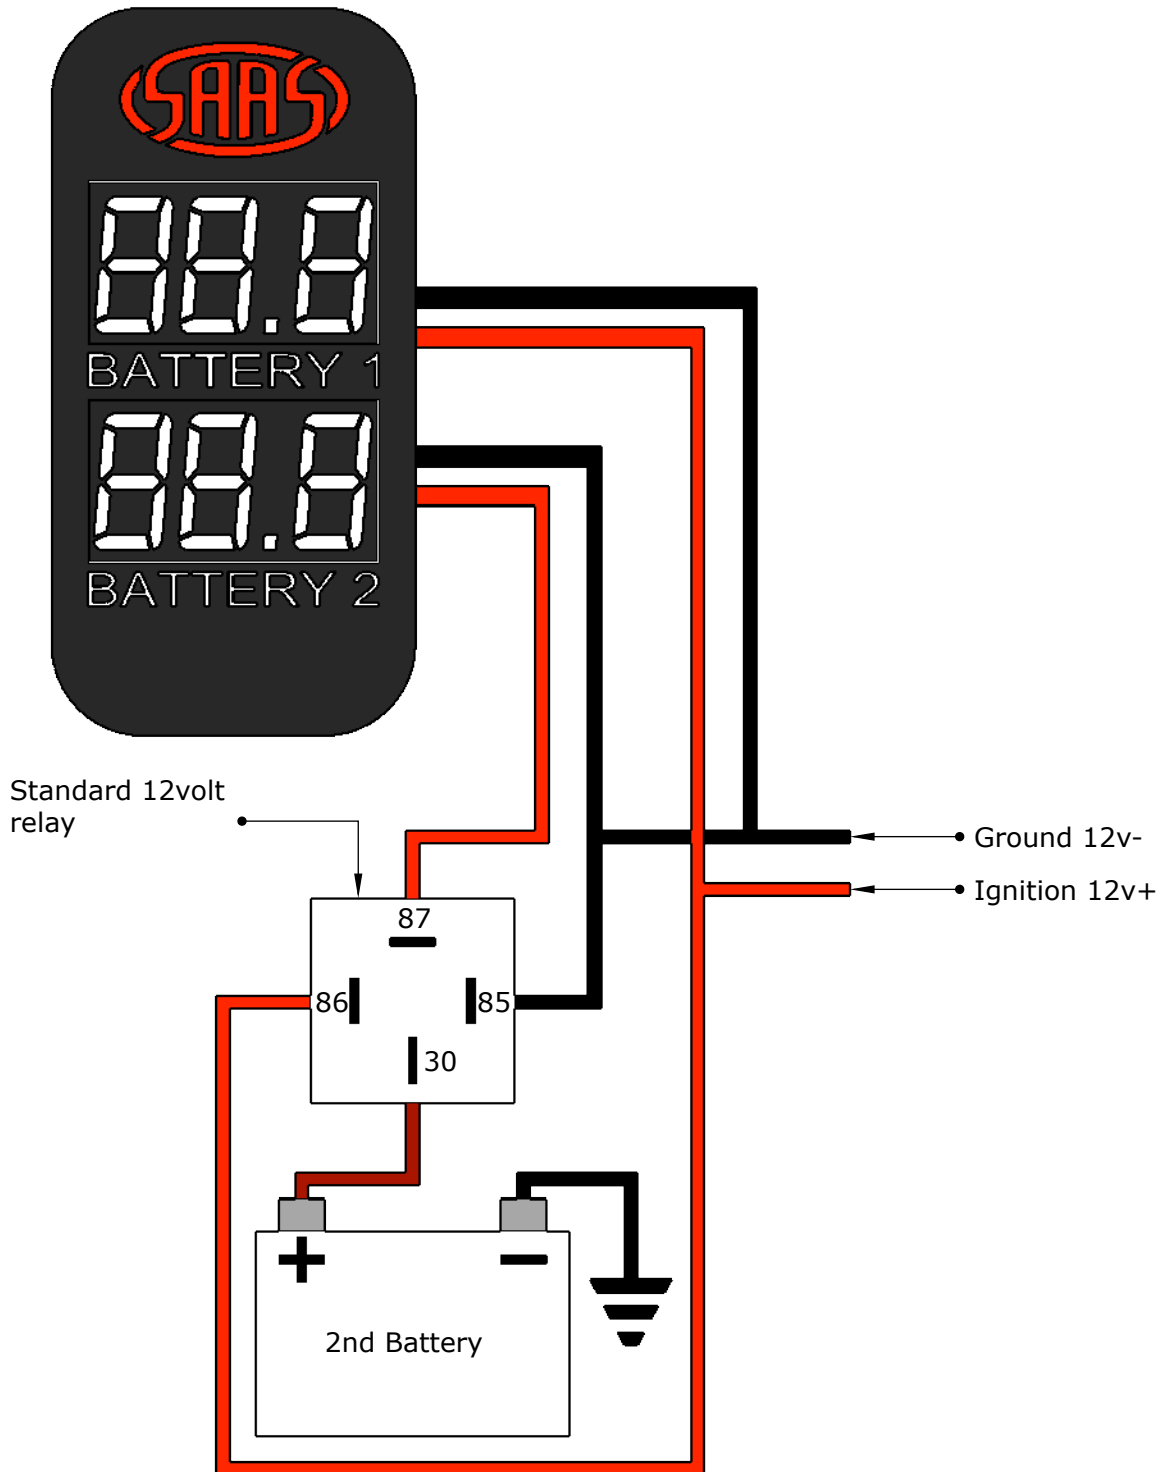 SAAS
88.8
BATTERY 1
88.8
BATTERY 2
Standard 12volt
relay
Ground 12v-
Ignition 12v+
87
86
85
30
2nd Battery